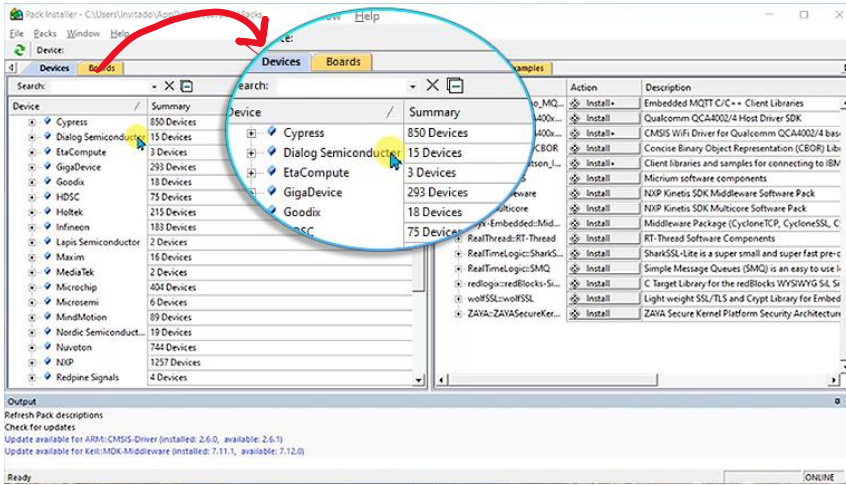 Pack Installer - C:\Users\Invitado\App Packs
File Packs Window Help
Device:
Devices Boards
Search:
Device / Summary
Cypress 850 Devices
Dialog Semiconductor 15 Devices
EtaCompute 3 Devices
GigaDevice 293 Devices
Goodix 18 Devices
HDSC 75 Devices
Holtek 215 Devices
Infineon 183 Devices
Lapis Semiconductor 2 Devices
Maxim 16 Devices
MediaTek 2 Devices
Microchip 404 Devices
Microsemi 6 Devices
MindMotion 89 Devices
Nordic Semiconduct... 19 Devices
Nuvoton 744 Devices
NXP 1257 Devices
Redpine Signals 4 Devices
Help
Devices Boards
earch:
Device / Summary
Cypress 850 Devices
Dialog Semiconductor 15 Devices
EtaCompute 3 Devices
GigaDevice 293 Devices
Goodix 18 Devices
75 Devices
Action Description
Install+ Embedded MQTT C/C++ Client Libraries
Install Qualcomm QCA4002/4 Host Driver SDK
Install+ CMSIS WiFi Driver for Qualcomm QCA4002/4 base
Install Concise Binary Object Representation (CBOR) Libr
Install+ Client libraries and samples for connecting to IBM
Install Micrium software components
Install NXP Kinetis SDK Middleware Software Pack
Install NXP Kinetis SDK Multicore Software Pack
-Embedded::Mid... Install Middleware Package (CycloneTCP, CycloneSSL, C
RealThread::RT-Thread Install RT-Thread Software Components
RealTimeLogic::SharkS... Install SharkSSL-Lite is a super small and super fast pre-c
RealTimeLogic::SMQ Install Simple Message Queues (SMQ) is an easy to use I
redlogix::redBlocks-Si... Install C Target Library for the redBlocks WYSIWYG SiL Si
wolfSSL::wolfSSL Install Light weight SSL/TLS and Crypt Library for Embed
ZAYA::ZAYASecureKer... Install ZAYA Secure Kernel Platform Security Architecture
Output
Refresh Pack descriptions
Check for updates
Update available for ARM::CMSIS-Driver (installed: 2.6.0, available: 2.6.1)
Update available for Keil::MDK-Middleware (installed: 7.11.1, available: 7.12.0)
Ready ONLINE